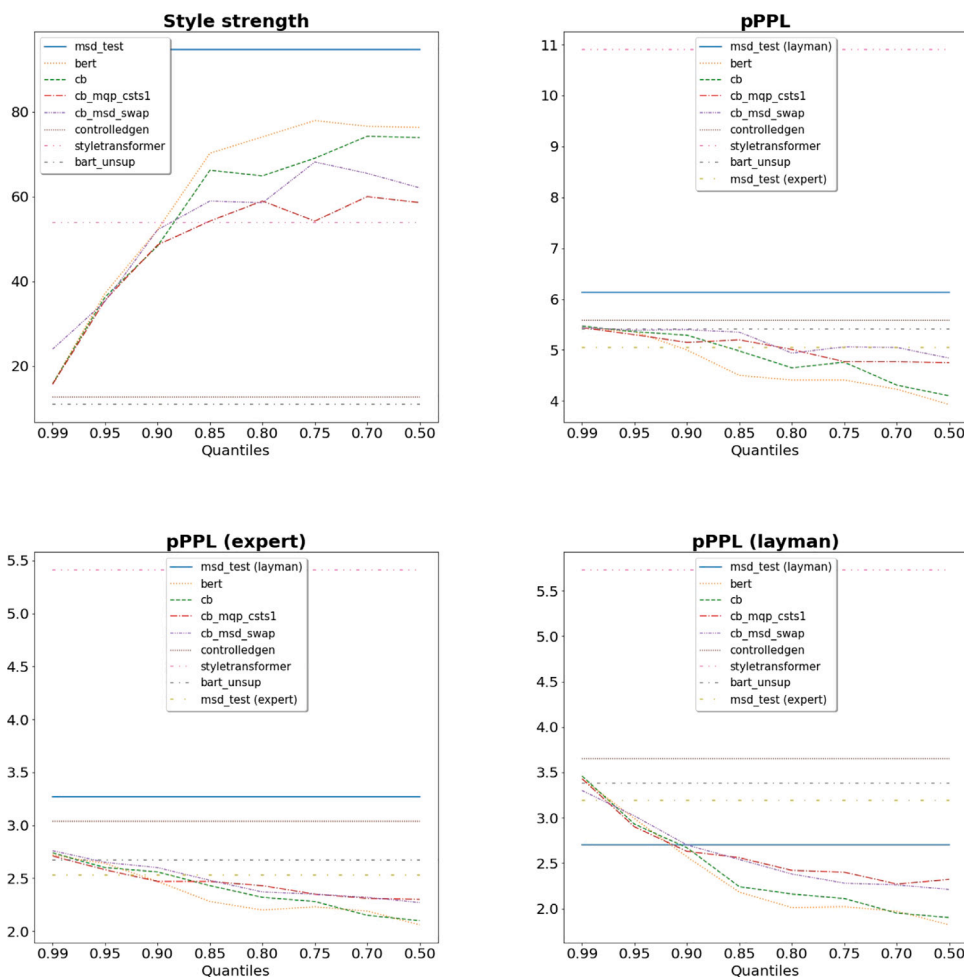 Style strength
msd_test
bert
cb
cb_mqp_csts1
cb_msd_swap
controlledgen
styletransformer
bart_unsup
80
60
40
20
0.99 0.95 0.90 0.85 0.80 0.75 0.70 0.50
Quantiles
pPPL
msd_test (layman)
bert
cb
cb_mqp_csts1
cb_msd_swap
controlledgen
styletransformer
bart_unsup
msd_test (expert)
11
10
9
8
7
6
5
4
0.99 0.95 0.90 0.85 0.80 0.75 0.70 0.50
Quantiles
pPPL (expert)
msd_test (layman)
bert
cb
cb_mqp_csts1
cb_msd_swap
controlledgen
styletransformer
bart_unsup
msd_test (expert)
5.5
5.0
4.5
4.0
3.5
3.0
2.5
2.0
0.99 0.95 0.90 0.85 0.80 0.75 0.70 0.50
Quantiles
pPPL (layman)
msd_test (layman)
bert
cb
cb_mqp_csts1
cb_msd_swap
controlledgen
styletransformer
bart_unsup
msd_test (expert)
5.5
5.0
4.5
4.0
3.5
3.0
2.5
2.0
0.99 0.95 0.90 0.85 0.80 0.75 0.70 0.50
Quantiles